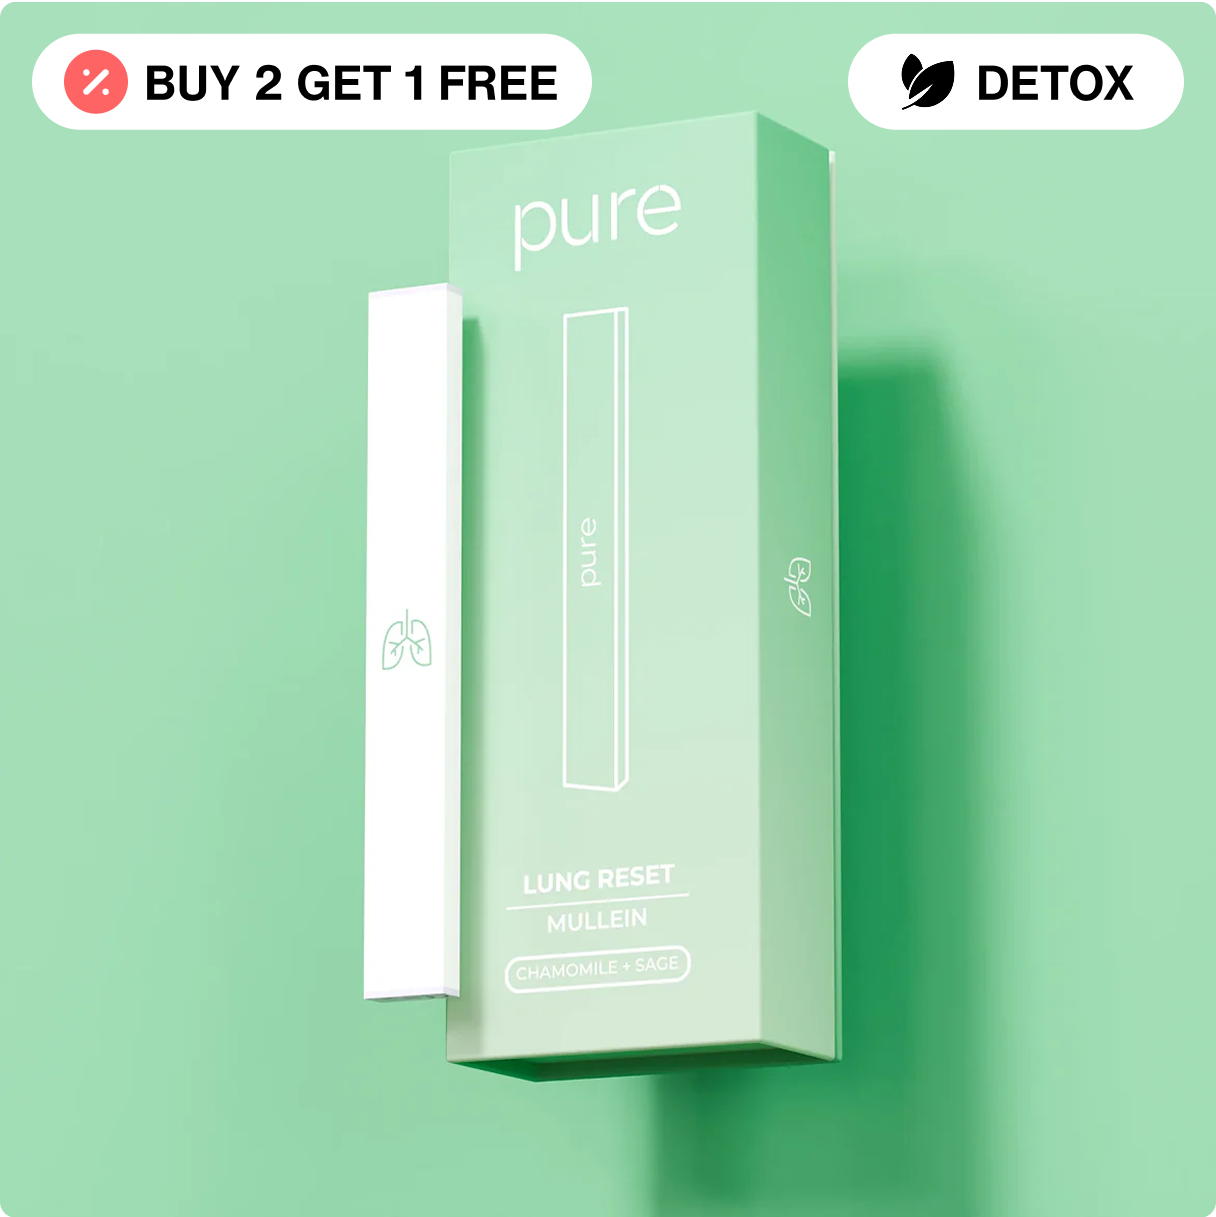 BUY 2 GET 1 FREE
DETOX
pure
pure
LUNG RESET
MULLEIN
CHAMOMILE + SAGE